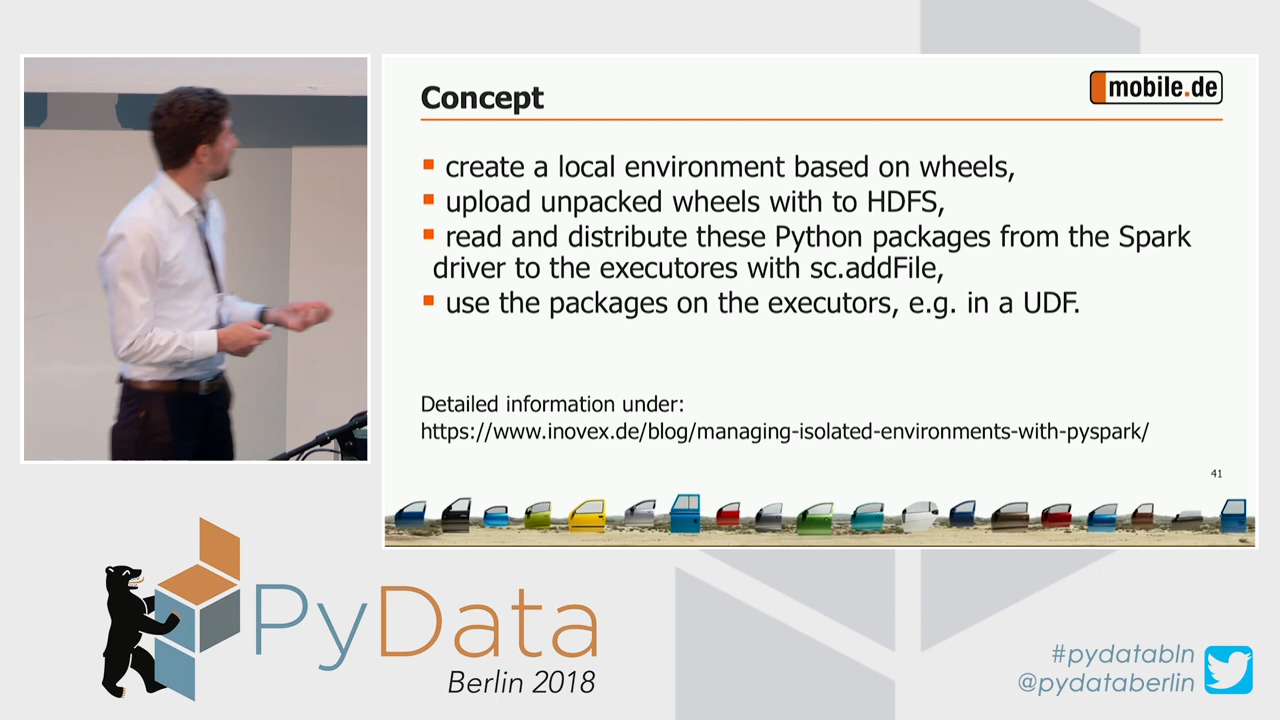 Concept
mobile.de
create a local environment based on wheels,
upload unpacked wheels with to HDFS,
read and distribute these Python packages from the Spark
driver to the executores with sc.addFile,
use the packages on the executors, e.g. in a UDF.
Detailed information under:
https://www.inovex.de/blog/managing-isolated-environments-with-pyspark/
41
PyData
Berlin 2018
#pydatabln
@pydataberlin